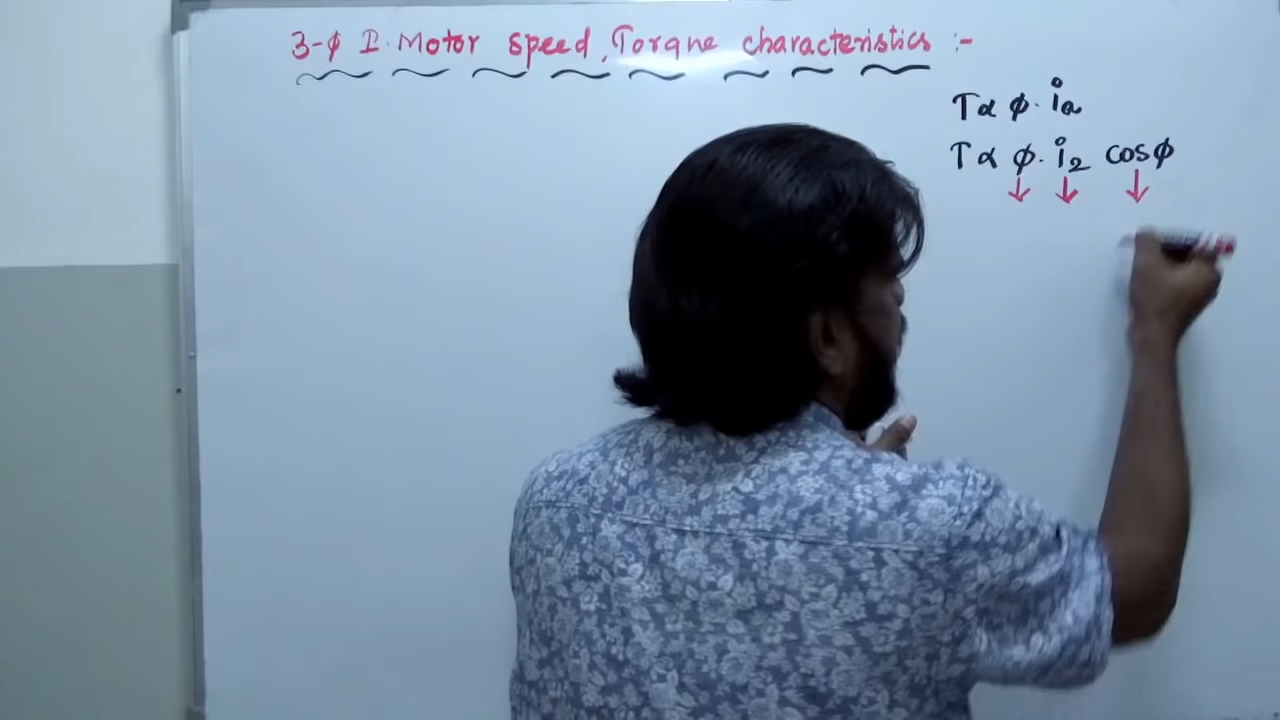 3-ϕ I. Motor speed, Torque characteristics :-
T α ϕ. ia
T α ϕ. i2 cosϕ